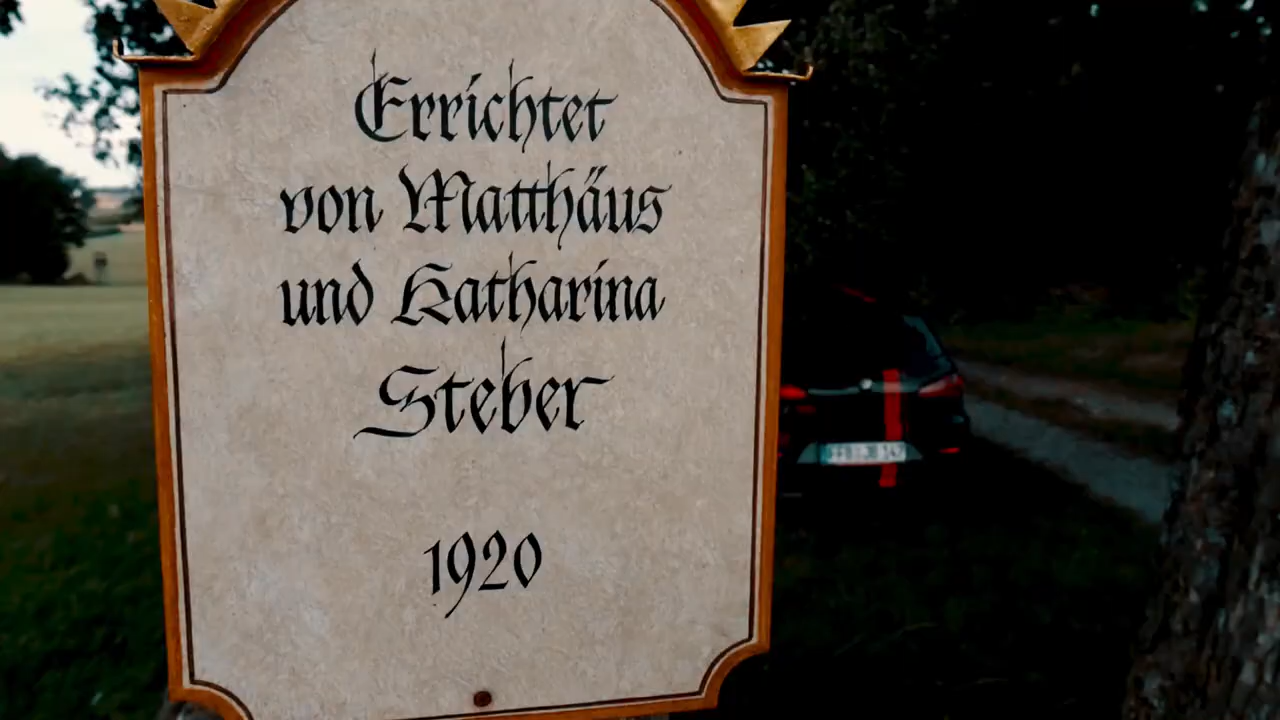 Errichtet
von Matthäus
und Katharina
Steber
1920